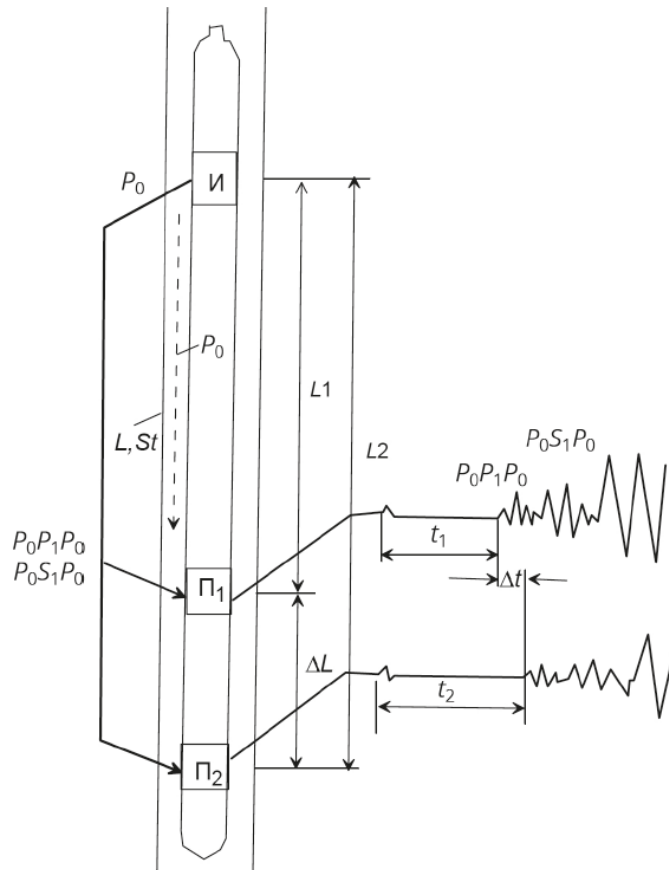 P₀
И
P₀
L1
L,St
L2
P₀S₁P₀
P₀P₁P₀
t₁
P₀P₁P₀
P₀S₁P₀
Δt
П₁
ΔL
t₂
П₂